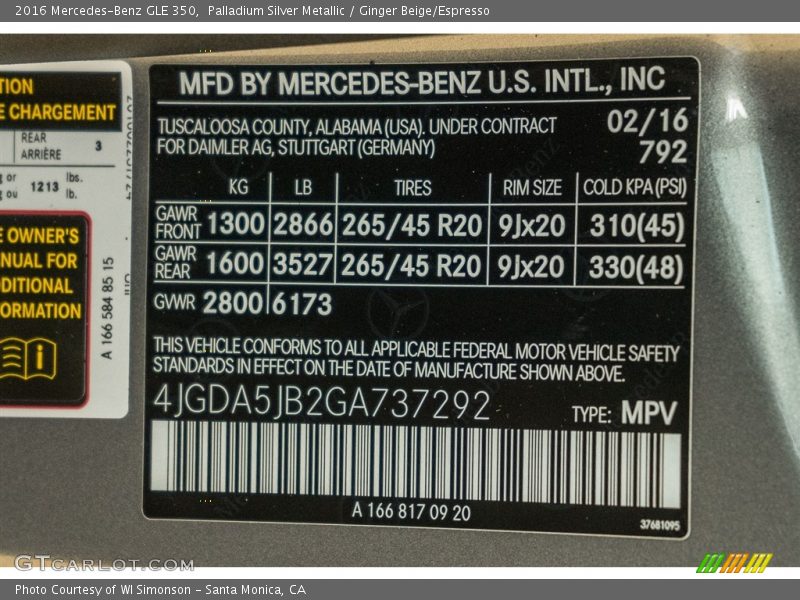 2016 Mercedes-Benz GLE 350,  Palladium Silver Metallic / Ginger Beige/Espresso
TION
E CHARGEMENT
REAR
ARRIÈRE
3
g or
g ou
1213
lbs.
lb.
E OWNER'S
NUAL FOR
DDITIONAL
FORMATION
A 166 584 85 15
MFD BY MERCEDES-BENZ U.S. INTL., INC
TUSCALOOSA COUNTY, ALABAMA (USA). UNDER CONTRACT
FOR DAIMLER AG, STUTTGART (GERMANY)
02/16
792
KG LB TIRES RIM SIZE COLD KPA (PSI)
GAWR FRONT 1300 2866 265/45 R20 9Jx20 310(45)
GAWR REAR 1600 3527 265/45 R20 9Jx20 330(48)
GWR 2800 6173
THIS VEHICLE CONFORMS TO ALL APPLICABLE FEDERAL MOTOR VEHICLE SAFETY
STANDARDS IN EFFECT ON THE DATE OF MANUFACTURE SHOWN ABOVE.
4JGDA5JB2GA737292
TYPE: MPV
A 166 817 09 20
37681095
GTCARLOT.COM
Photo Courtesy of WI Simonson - Santa Monica, CA